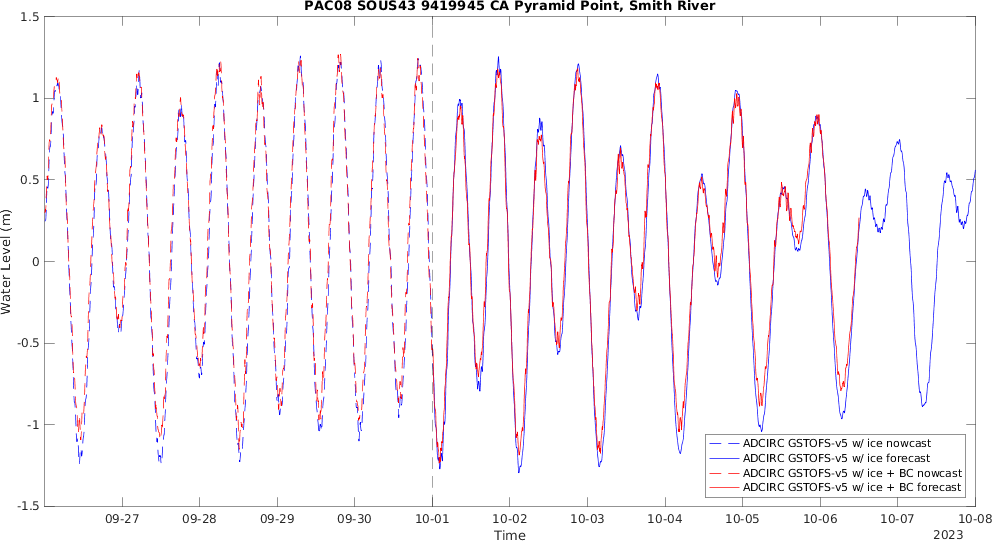 PAC08 SOUS43 9419945 CA Pyramid Point, Smith River
1.5
1
0.5
0
-0.5
-1
-1.5
Water Level (m)
ADCIRC GSTOFS-v5 w/ ice nowcast
ADCIRC GSTOFS-v5 w/ ice forecast
ADCIRC GSTOFS-v5 w/ ice + BC nowcast
ADCIRC GSTOFS-v5 w/ ice + BC forecast
09-27 09-28 09-29 09-30 10-01 10-02 10-03 10-04 10-05 10-06 10-07 10-08
Time
2023